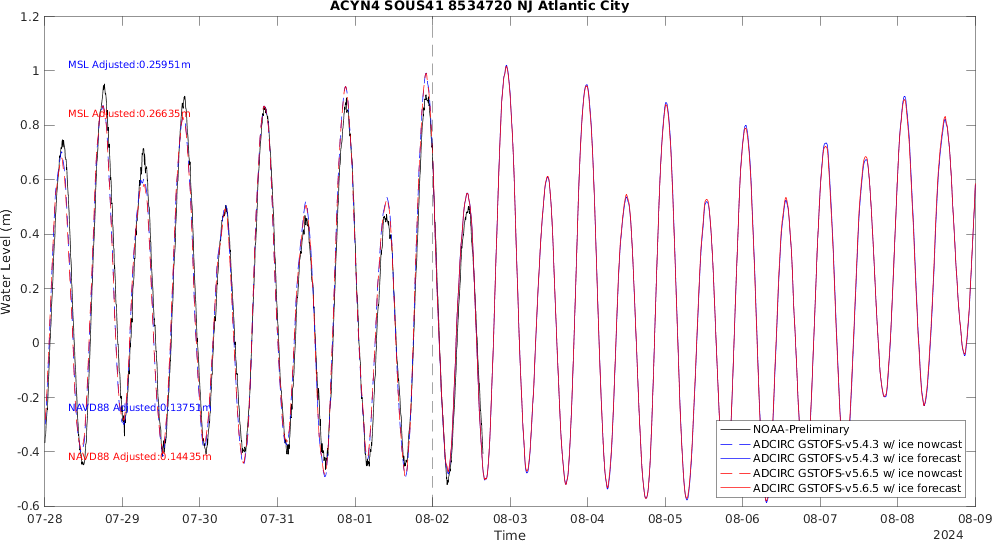 ACYN4 SOUS41 8534720 NJ Atlantic City
1.2
1
0.8
0.6
0.4
0.2
0
-0.2
-0.4
-0.6
Water Level (m)
MSL Adjusted:0.25951m
MSL Adjusted:0.26635m
NAVD88 Adjusted:0.13751m
NAVD88 Adjusted:0.14435m
NOAA-Preliminary
ADCIRC GSTOFS-v5.4.3 w/ ice nowcast
ADCIRC GSTOFS-v5.4.3 w/ ice forecast
ADCIRC GSTOFS-v5.6.5 w/ ice nowcast
ADCIRC GSTOFS-v5.6.5 w/ ice forecast
07-28 07-29 07-30 07-31 08-01 08-02 08-03 08-04 08-05 08-06 08-07 08-08 08-09
Time
2024